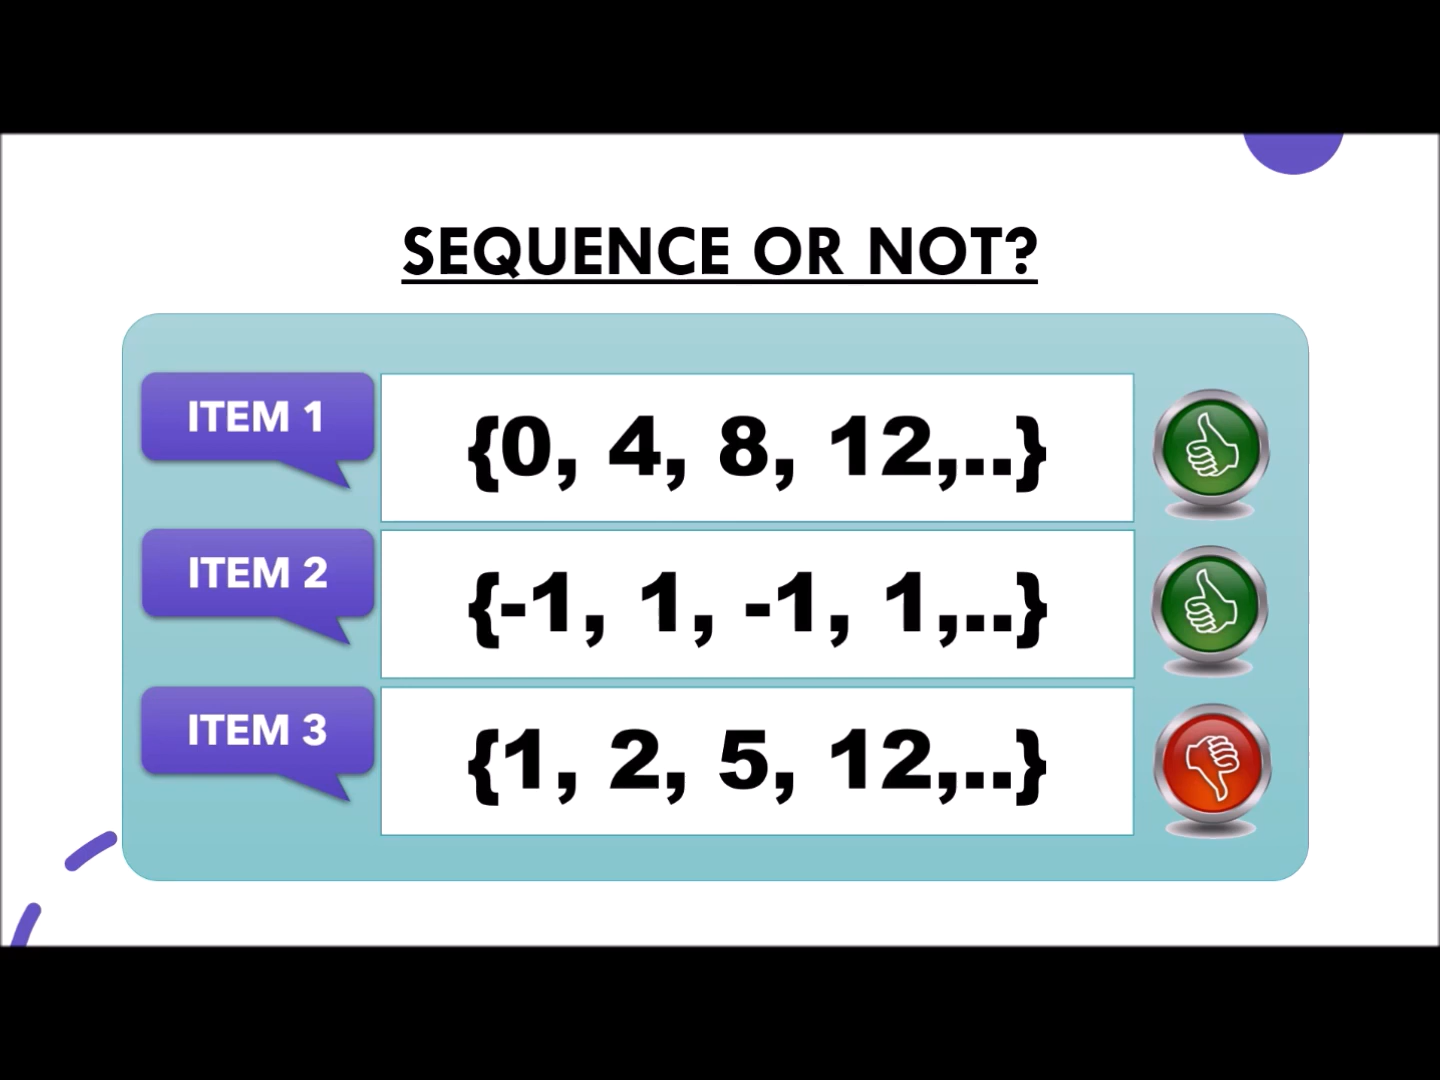 SEQUENCE OR NOT?
ITEM 1
{0, 4, 8, 12,..}
ITEM 2
{-1, 1, -1, 1,..}
ITEM 3
{1, 2, 5, 12,..}